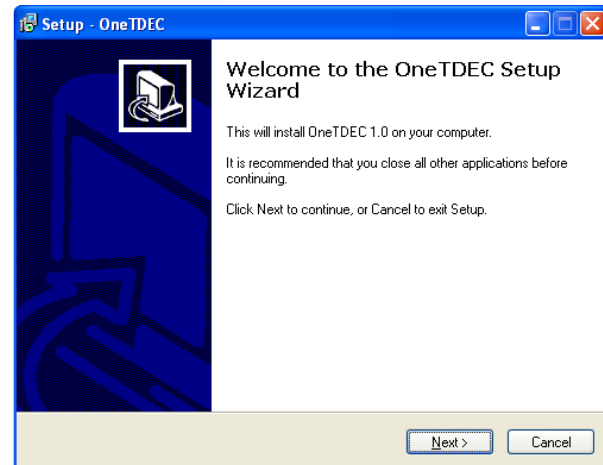 Setup - OneTDEC
Welcome to the OneTDEC Setup
Wizard
This will install OneTDEC 1.0 on your computer.
It is recommended that you close all other applications before
continuing.
Click Next to continue, or Cancel to exit Setup.
Next >
Cancel